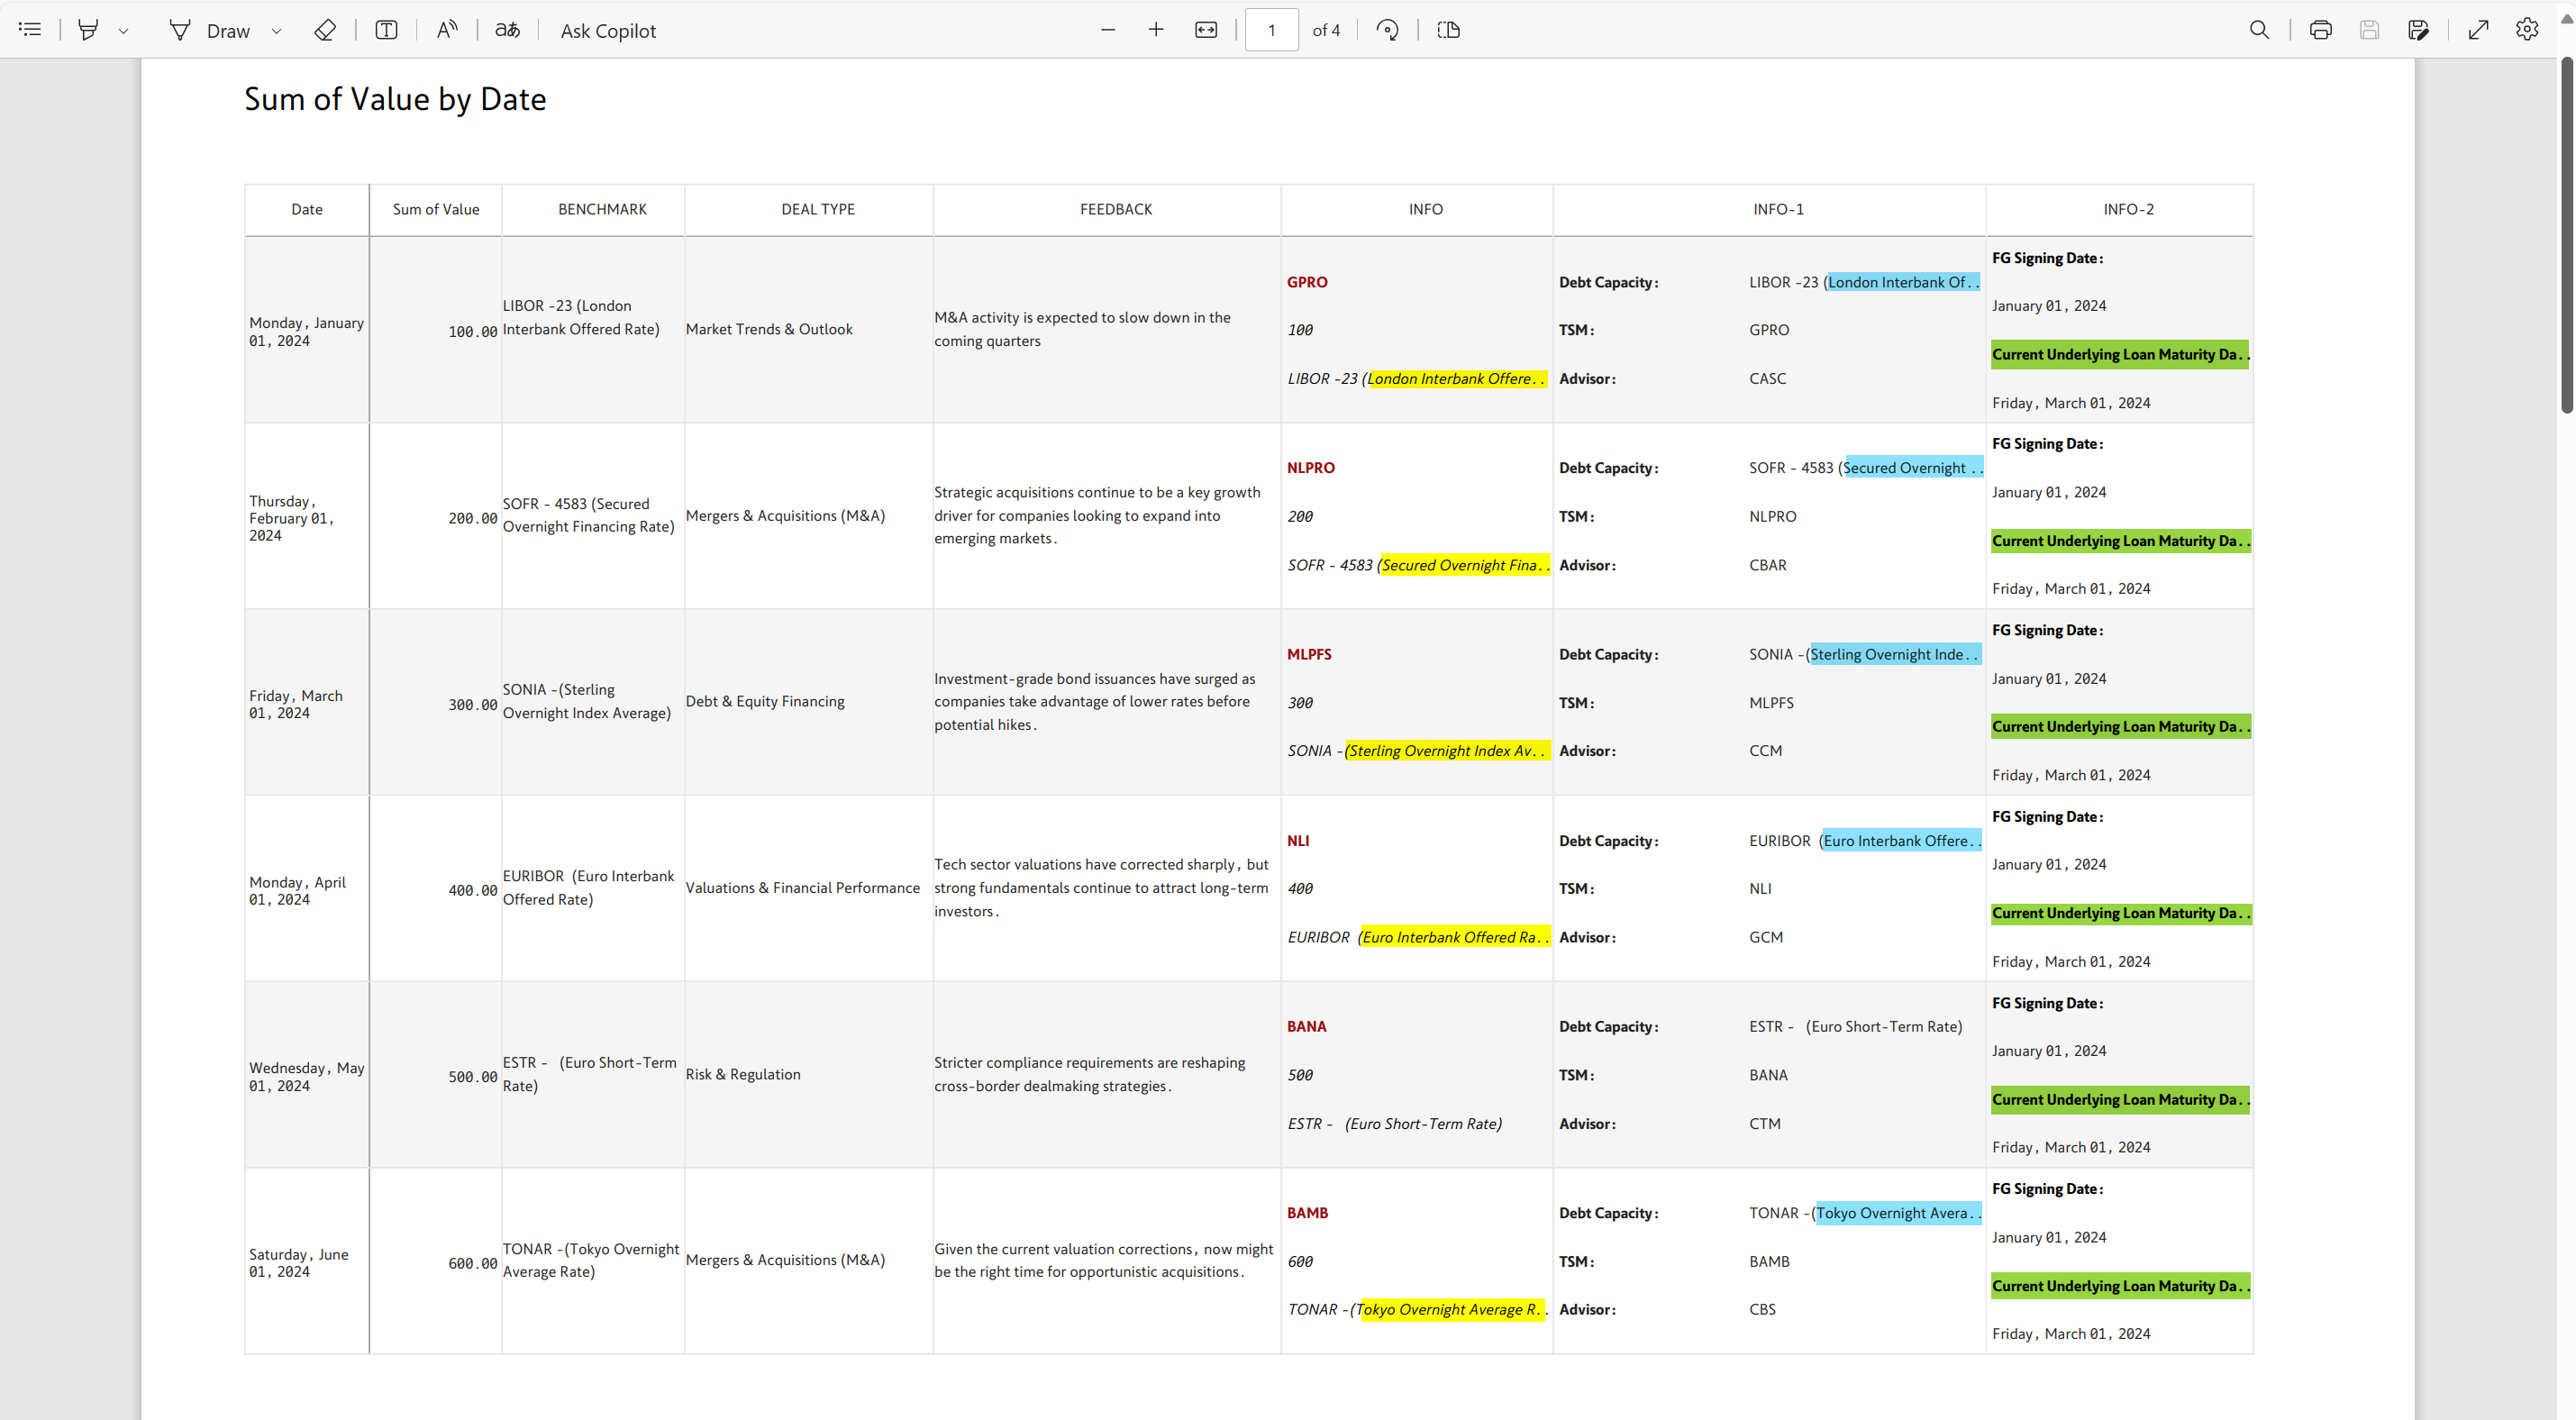 Draw
Ask Copilot
1 of 4
Sum of Value by Date
Date Sum of Value BENCHMARK DEAL TYPE FEEDBACK INFO INFO-1 INFO-2
Monday, January
01, 2024
100.00
LIBOR -23 (London
Interbank Offered Rate)
Market Trends & Outlook
M&A activity is expected to slow down in the
coming quarters
GPRO
100
LIBOR -23 (London Interbank Offere..
Debt Capacity: LIBOR -23 (London Interbank Of..
TSM: GPRO
Advisor: CASC
FG Signing Date:
January 01, 2024
Current Underlying Loan Maturity Da..
Friday, March 01, 2024
Thursday,
February 01,
2024
200.00
SOFR - 4583 (Secured
Overnight Financing Rate)
Mergers & Acquisitions (M&A)
Strategic acquisitions continue to be a key growth
driver for companies looking to expand into
emerging markets.
NLPRO
200
SOFR - 4583 (Secured Overnight Fina..
Debt Capacity: SOFR - 4583 (Secured Overnight ..
TSM: NLPRO
Advisor: CBAR
FG Signing Date:
January 01, 2024
Current Underlying Loan Maturity Da..
Friday, March 01, 2024
Friday, March
01, 2024
300.00
SONIA -(Sterling
Overnight Index Average)
Debt & Equity Financing
Investment-grade bond issuances have surged as
companies take advantage of lower rates before
potential hikes.
MLPFS
300
SONIA -(Sterling Overnight Index Av..
Debt Capacity: SONIA -(Sterling Overnight Inde..
TSM: MLPFS
Advisor: CCM
FG Signing Date:
January 01, 2024
Current Underlying Loan Maturity Da..
Friday, March 01, 2024
Monday, April
01, 2024
400.00
EURIBOR (Euro Interbank
Offered Rate)
Valuations & Financial Performance
Tech sector valuations have corrected sharply, but
strong fundamentals continue to attract long-term
investors.
NLI
400
EURIBOR (Euro Interbank Offered Ra..
Debt Capacity: EURIBOR (Euro Interbank Offere..
TSM: NLI
Advisor: GCM
FG Signing Date:
January 01, 2024
Current Underlying Loan Maturity Da..
Friday, March 01, 2024
Wednesday, May
01, 2024
500.00
ESTR - (Euro Short-Term
Rate)
Risk & Regulation
Stricter compliance requirements are reshaping
cross-border dealmaking strategies.
BANA
500
ESTR - (Euro Short-Term Rate)
Debt Capacity: ESTR - (Euro Short-Term Rate)
TSM: BANA
Advisor: CTM
FG Signing Date:
January 01, 2024
Current Underlying Loan Maturity Da..
Friday, March 01, 2024
Saturday, June
01, 2024
600.00
TONAR -(Tokyo Overnight
Average Rate)
Mergers & Acquisitions (M&A)
Given the current valuation corrections, now might
be the right time for opportunistic acquisitions.
BAMB
600
TONAR -(Tokyo Overnight Average R..
Debt Capacity: TONAR -(Tokyo Overnight Avera..
TSM: BAMB
Advisor: CBS
FG Signing Date:
January 01, 2024
Current Underlying Loan Maturity Da..
Friday, March 01, 2024